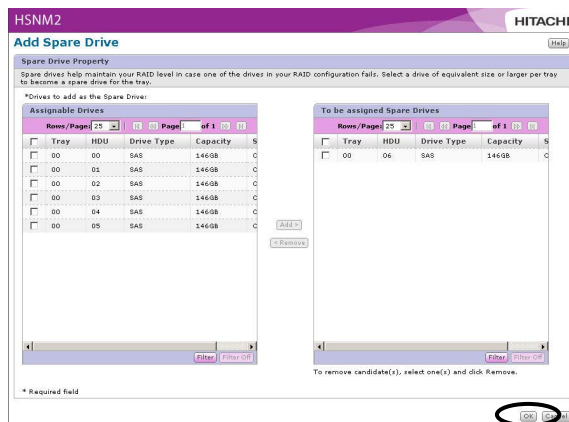 HSNM2
HITACHI
Add Spare Drive
Help
Spare Drive Property
Spare drives help maintain your RAID level in case one of the drives in your RAID configuration fails. Select a drive of equivalent size or larger per tray
to become a spare drive for the tray.
*Drives to add as the Spare Drive:
Assignable Drives
Rows/Page: 25 Page 1 of 1
Tray HDU Drive Type Capacity S
00 00 SAS 146GB C
00 01 SAS 146GB C
00 02 SAS 146GB C
00 03 SAS 146GB C
00 04 SAS 146GB C
00 05 SAS 146GB C
Filter Filter Off
Add >
< Remove
To be assigned Spare Drives
Rows/Page: 25 Page 1 of 1
Tray HDU Drive Type Capacity S
00 06 SAS 146GB C
Filter Filter Off
To remove candidate(s), select one(s) and click Remove.
* Required field
OK Cancel